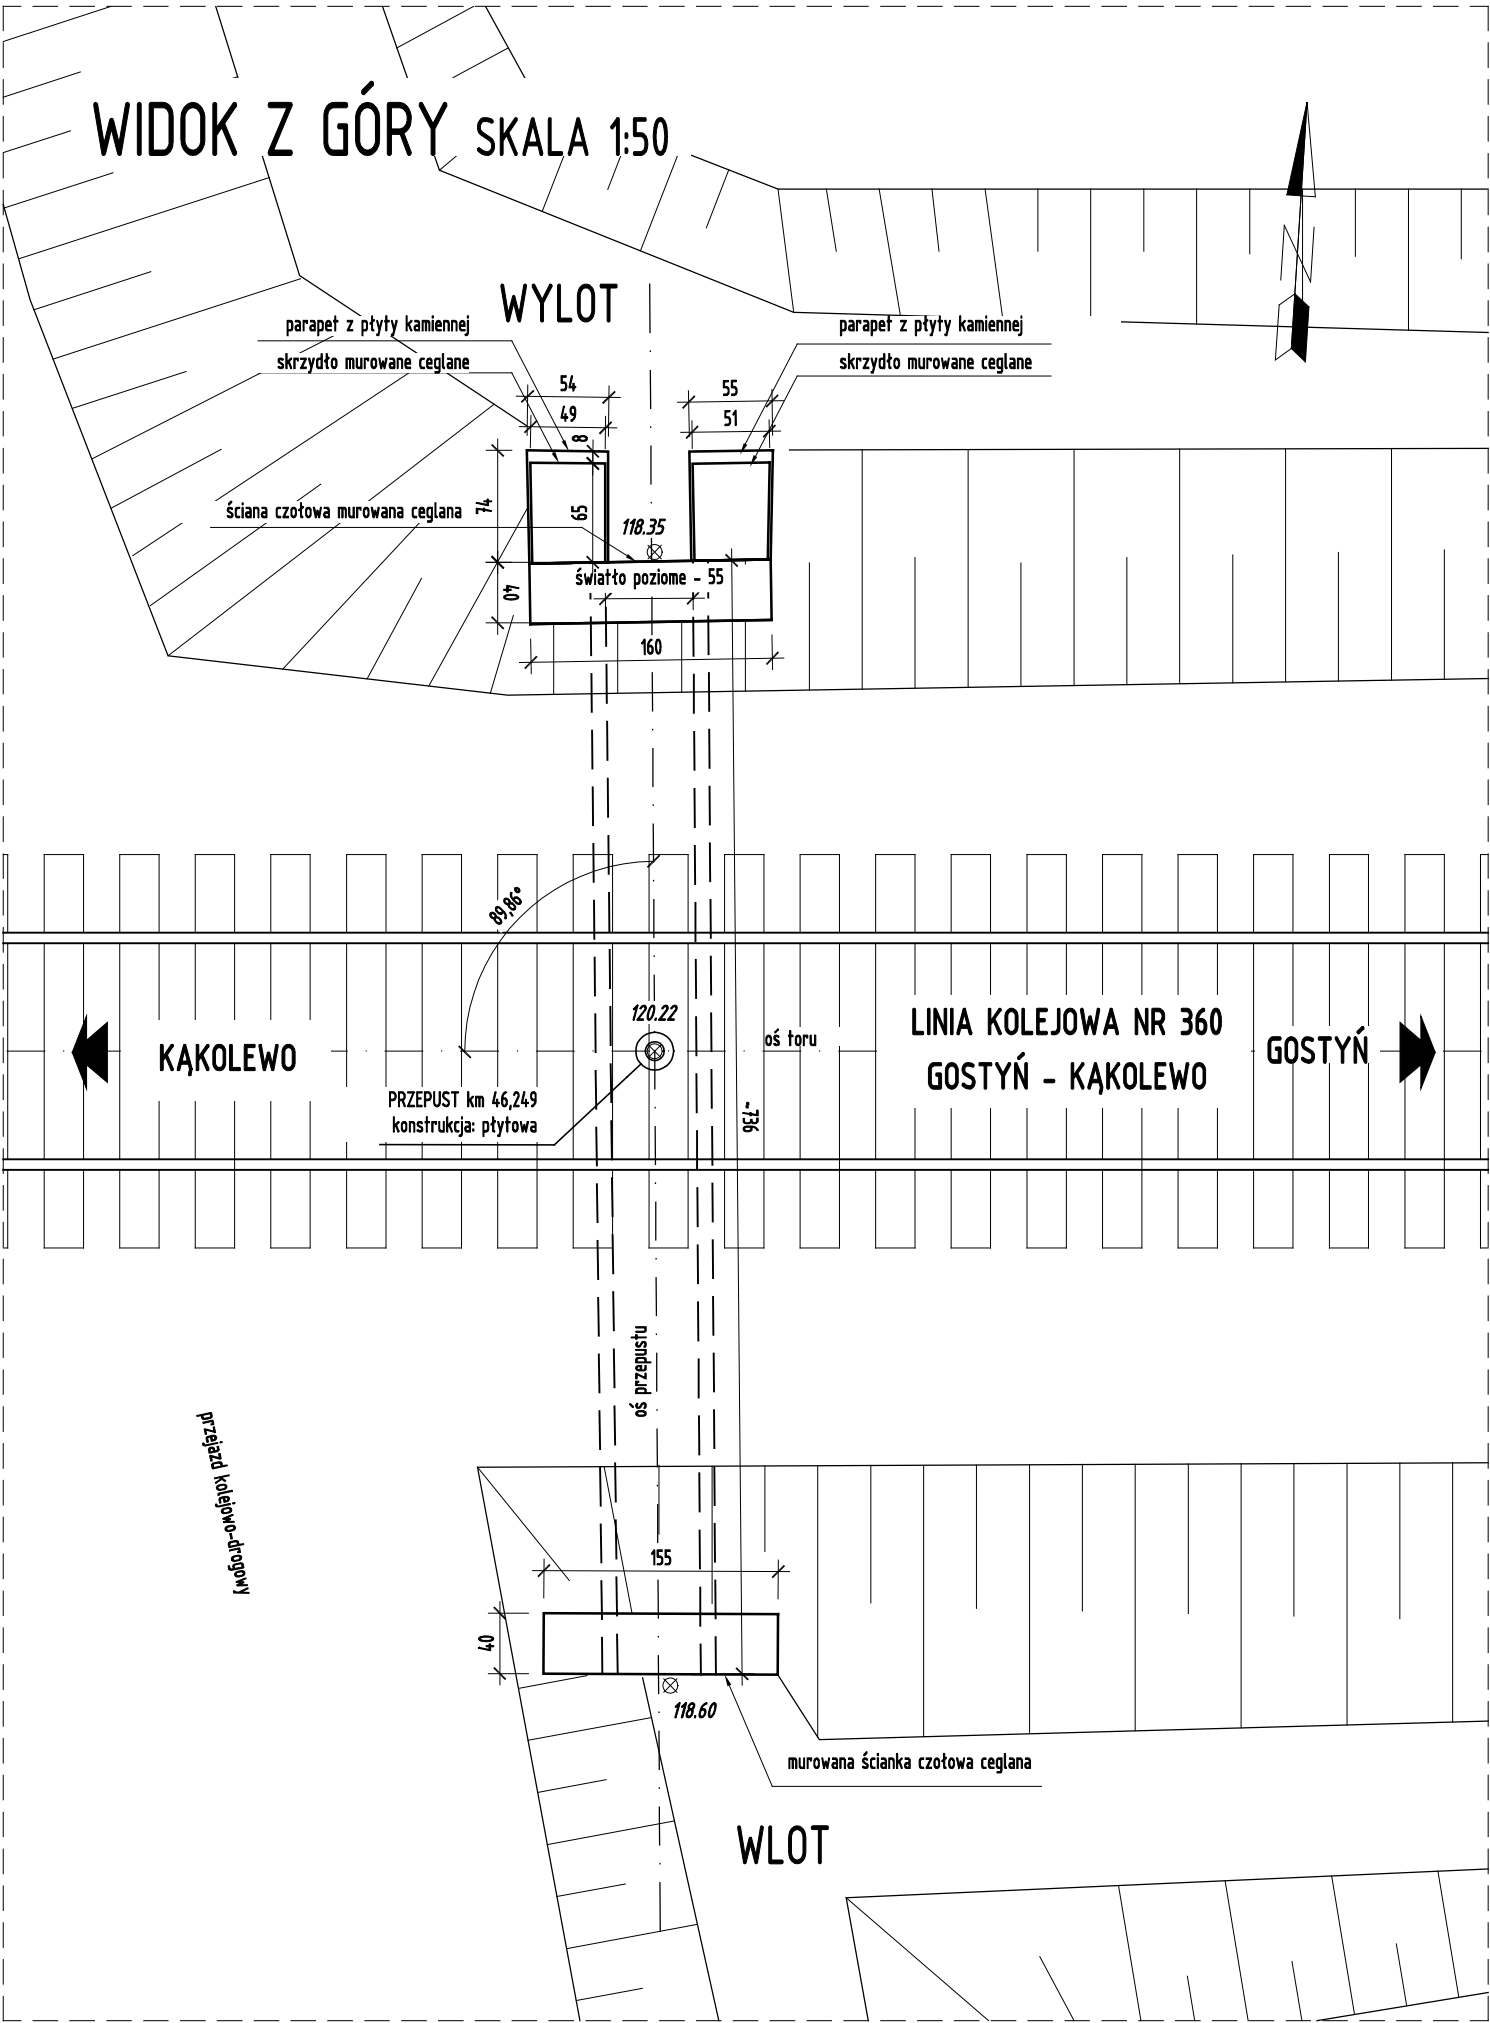 WIDOK Z GÓRY SKALA 1:50
WYLOT
parapet z płyty kamiennej
skrzydło murowane ceglane
parapet z płyty kamiennej
skrzydło murowane ceglane
54
49
8
55
51
74
65
ściana czołowa murowana ceglana
118.35
światło poziome - 55
40
160
89,86°
120.22
oś toru
LINIA KOLEJOWA NR 360
GOSTYŃ - KĄKOLEWO
KĄKOLEWO
GOSTYŃ
PRZEPUST km 46,249
konstrukcja: płytowa
~736
oś przepustu
przejazd kolejowo-drogowy
155
40
118.60
murowana ścianka czołowa ceglana
WLOT
N